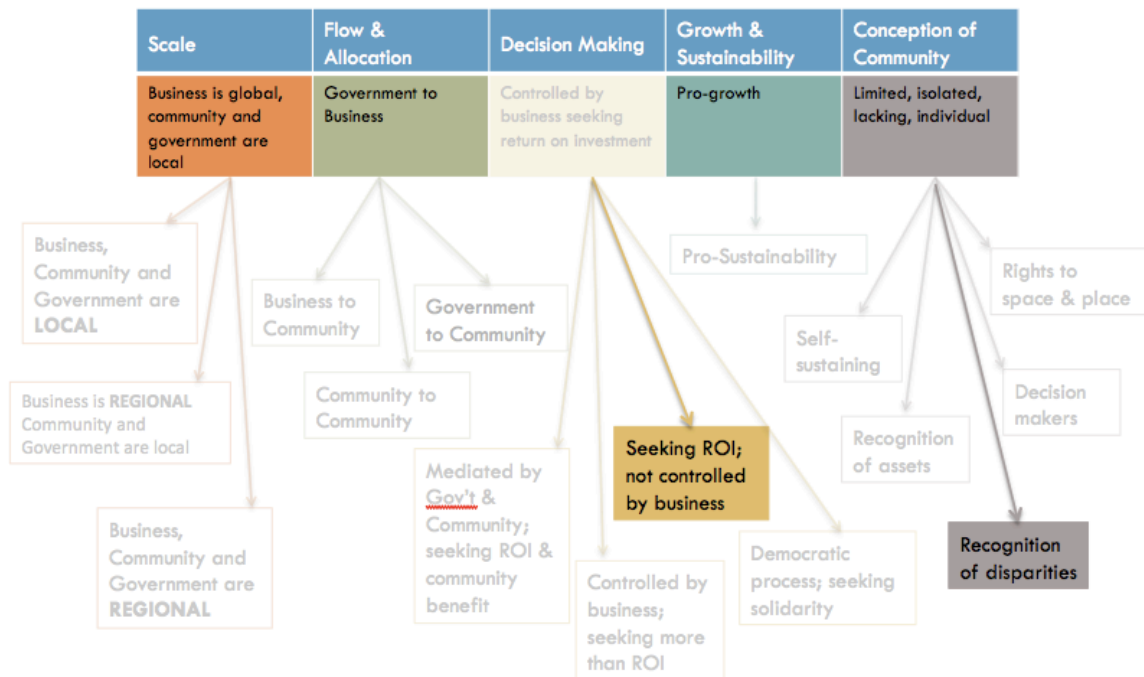 Scale
Flow &
Allocation
Decision Making
Growth &
Sustainability
Conception of
Community
Business is global,
community and
government are
local
Government to
Business
Controlled by
business seeking
return on investment
Pro-growth
Limited, isolated,
lacking, individual
Business,
Community and
Government are
LOCAL
Business is REGIONAL
Community and
Government are local
Business,
Community and
Government are
REGIONAL
Business to
Community
Government
to Community
Community to
Community
Mediated by
Gov't &
Community;
seeking ROI &
community
benefit
Controlled by
business;
seeking more
than ROI
Seeking ROI;
not controlled
by business
Democratic
process; seeking
solidarity
Pro-Sustainability
Self-
sustaining
Recognition
of assets
Recognition
of disparities
Decision
makers
Rights to
space & place